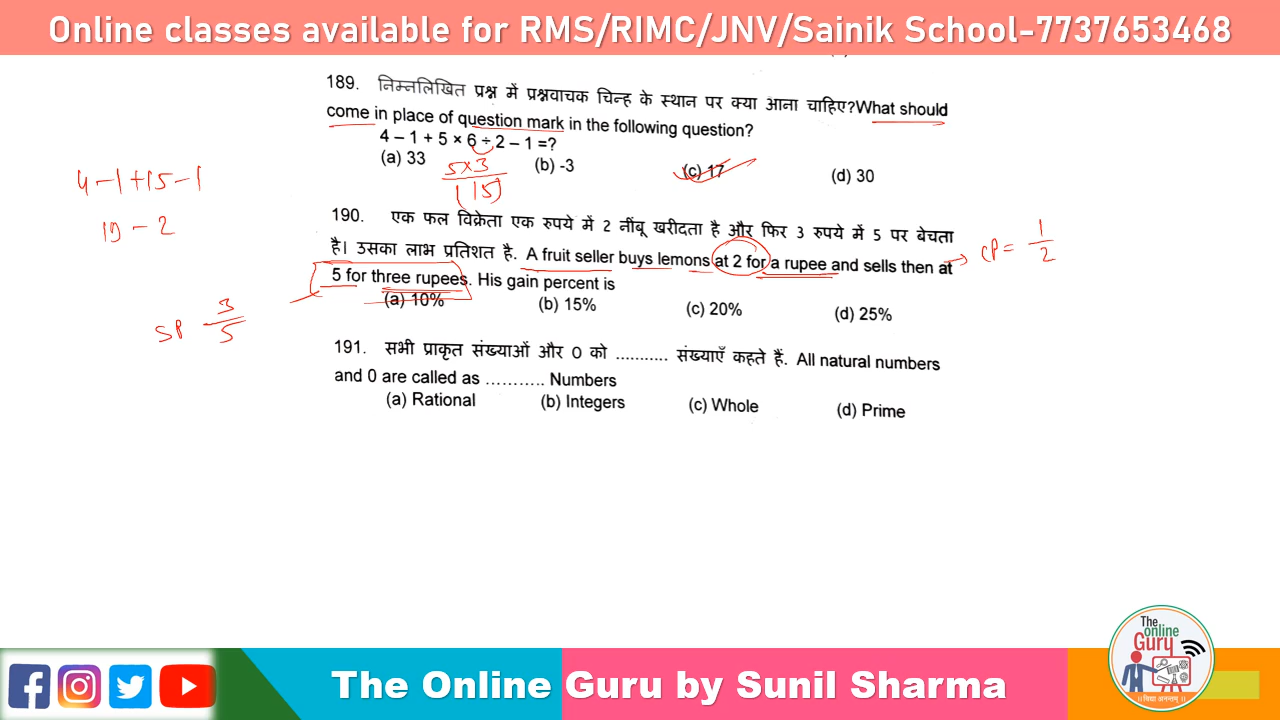 Online classes available for RMS/RIMC/JNV/Sainik School-7737653468
189. निम्नलिखित प्रश्न में प्रश्नवाचक चिन्ह के स्थान पर क्या आना चाहिए?What should
come in place of question mark in the following question?
4 – 1 + 5 × 6 ÷ 2 – 1 =?
(a) 33 (b) -3 (c) 17 (d) 30
5×3
(15)
4-1+15-1
19-2
190. एक फल विक्रेता एक रुपये में 2 नींबू खरीदता है और फिर 3 रुपये में 5 पर बेचता
है। उसका लाभ प्रतिशत है. A fruit seller buys lemons at 2 for a rupee and sells then at
5 for three rupees. His gain percent is
(a) 10% (b) 15% (c) 20% (d) 25%
CP = 1/2
SP 3/5
191. सभी प्राकृत संख्याओं और 0 को ........... संख्याएँ कहते हैं. All natural numbers
and 0 are called as ……….. Numbers
(a) Rational (b) Integers (c) Whole (d) Prime
The
online
Guru
The Online Guru by Sunil Sharma